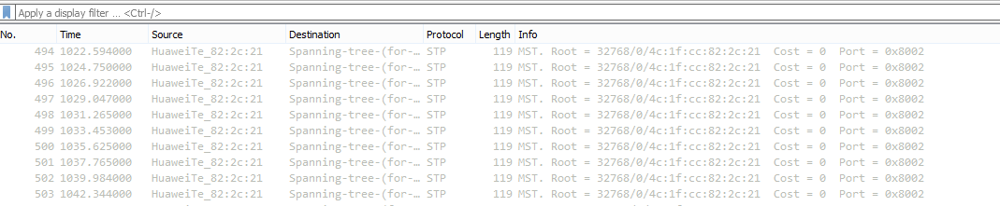 Apply a display filter ... <Ctrl-/>
No. Time Source Destination Protocol Length Info
494 1022.594000 HuaweiTe_82:2c:21 Spanning-tree-(for-… STP 119 MST. Root = 32768/0/4c:1f:cc:82:2c:21 Cost = 0 Port = 0x8002
495 1024.750000 HuaweiTe_82:2c:21 Spanning-tree-(for-… STP 119 MST. Root = 32768/0/4c:1f:cc:82:2c:21 Cost = 0 Port = 0x8002
496 1026.922000 HuaweiTe_82:2c:21 Spanning-tree-(for-… STP 119 MST. Root = 32768/0/4c:1f:cc:82:2c:21 Cost = 0 Port = 0x8002
497 1029.047000 HuaweiTe_82:2c:21 Spanning-tree-(for-… STP 119 MST. Root = 32768/0/4c:1f:cc:82:2c:21 Cost = 0 Port = 0x8002
498 1031.265000 HuaweiTe_82:2c:21 Spanning-tree-(for-… STP 119 MST. Root = 32768/0/4c:1f:cc:82:2c:21 Cost = 0 Port = 0x8002
499 1033.453000 HuaweiTe_82:2c:21 Spanning-tree-(for-… STP 119 MST. Root = 32768/0/4c:1f:cc:82:2c:21 Cost = 0 Port = 0x8002
500 1035.625000 HuaweiTe_82:2c:21 Spanning-tree-(for-… STP 119 MST. Root = 32768/0/4c:1f:cc:82:2c:21 Cost = 0 Port = 0x8002
501 1037.765000 HuaweiTe_82:2c:21 Spanning-tree-(for-… STP 119 MST. Root = 32768/0/4c:1f:cc:82:2c:21 Cost = 0 Port = 0x8002
502 1039.984000 HuaweiTe_82:2c:21 Spanning-tree-(for-… STP 119 MST. Root = 32768/0/4c:1f:cc:82:2c:21 Cost = 0 Port = 0x8002
503 1042.344000 HuaweiTe_82:2c:21 Spanning-tree-(for-… STP 119 MST. Root = 32768/0/4c:1f:cc:82:2c:21 Cost = 0 Port = 0x8002